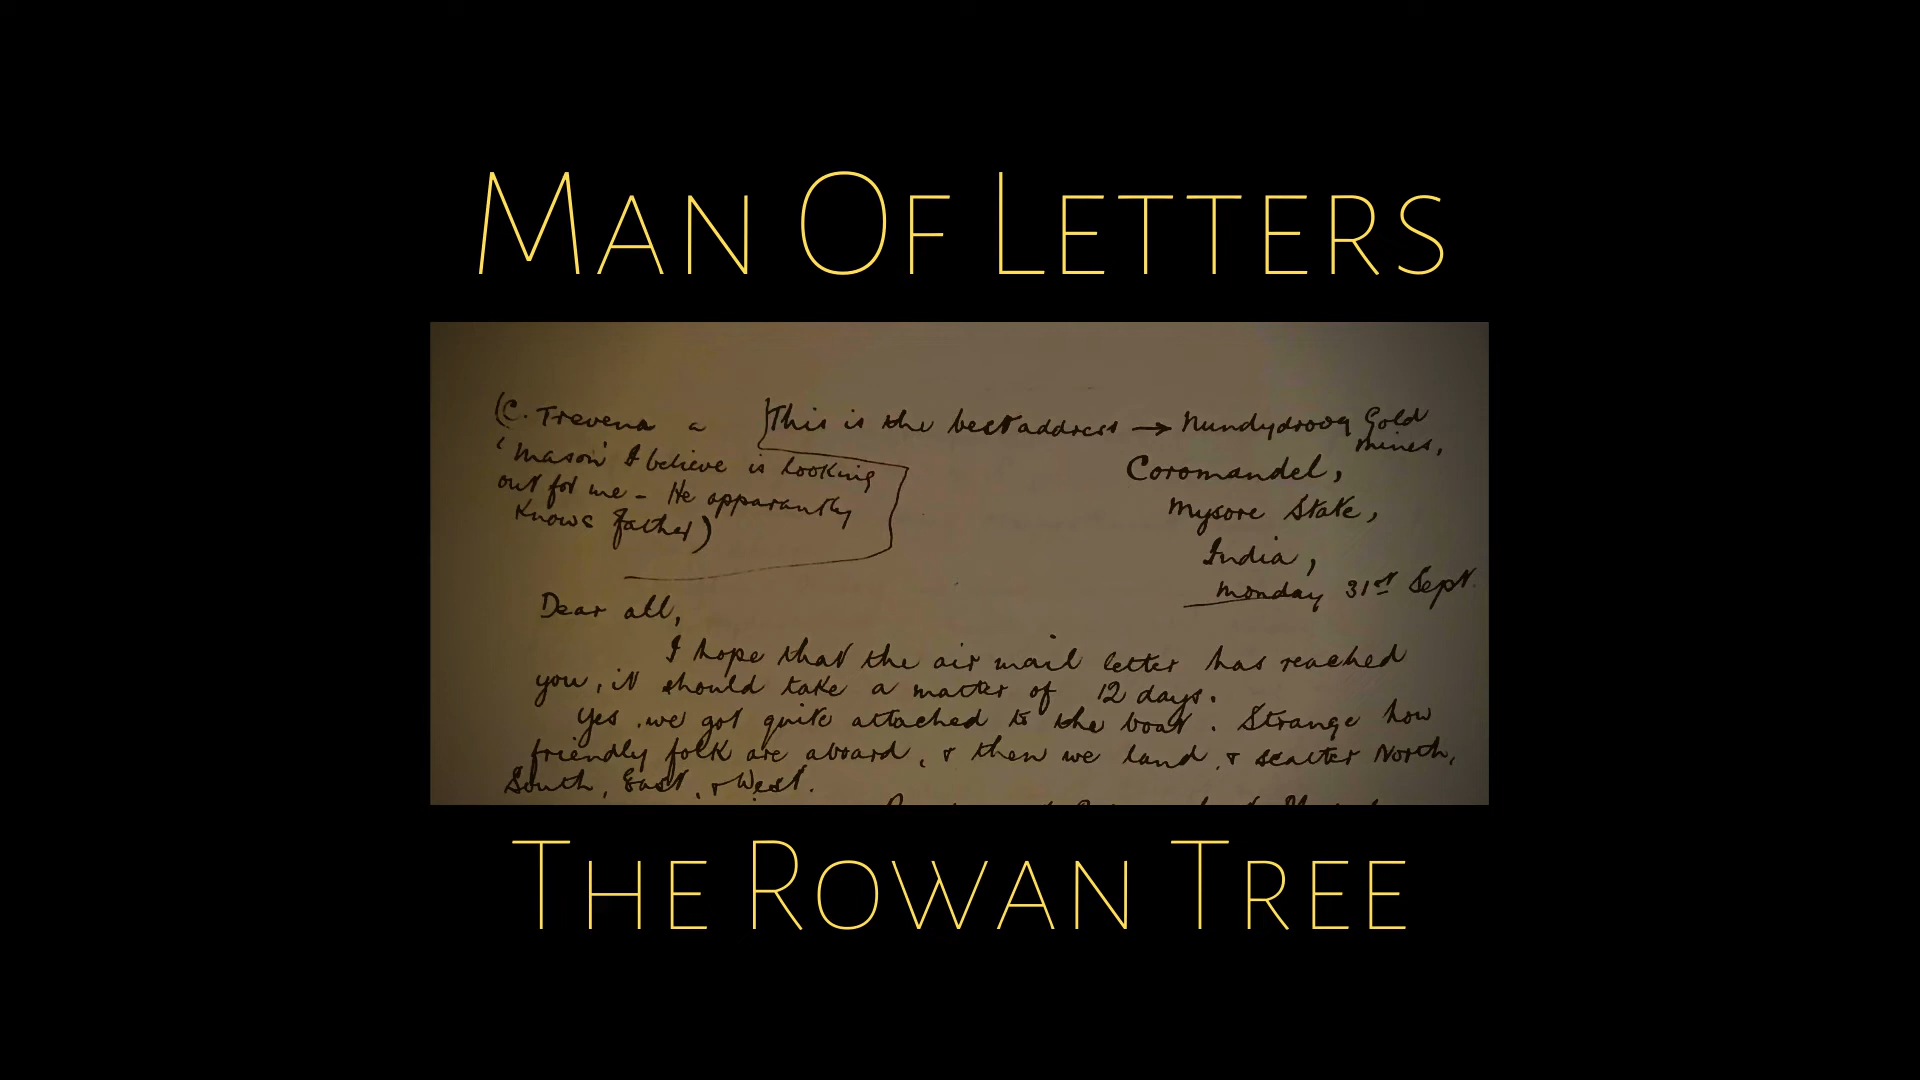 MAN OF LETTERS
(C. Trevena a
'Mason' I believe is looking
out for me - He apparantly
knows father)
This is the best address → Nundydroog Gold
Mines,
Coromandel,
Mysore State,
India,
Monday 31st Sept.
Dear all,
I hope that the air mail letter has reached
you, it should take a matter of 12 days.
Yes, we got quite attached to the boat. Strange how
friendly folk are aboard, & then we land, & scatter North,
South, East, & West.
THE ROWAN TREE